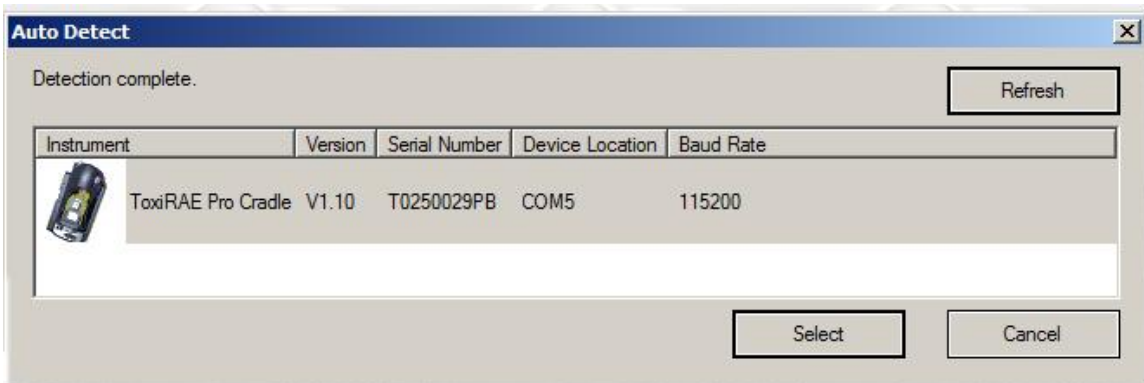 Auto Detect
Detection complete.
Refresh
Instrument Version Serial Number Device Location Baud Rate
ToxiRAE Pro Cradle V1.10 T0250029PB COM5 115200
Select Cancel